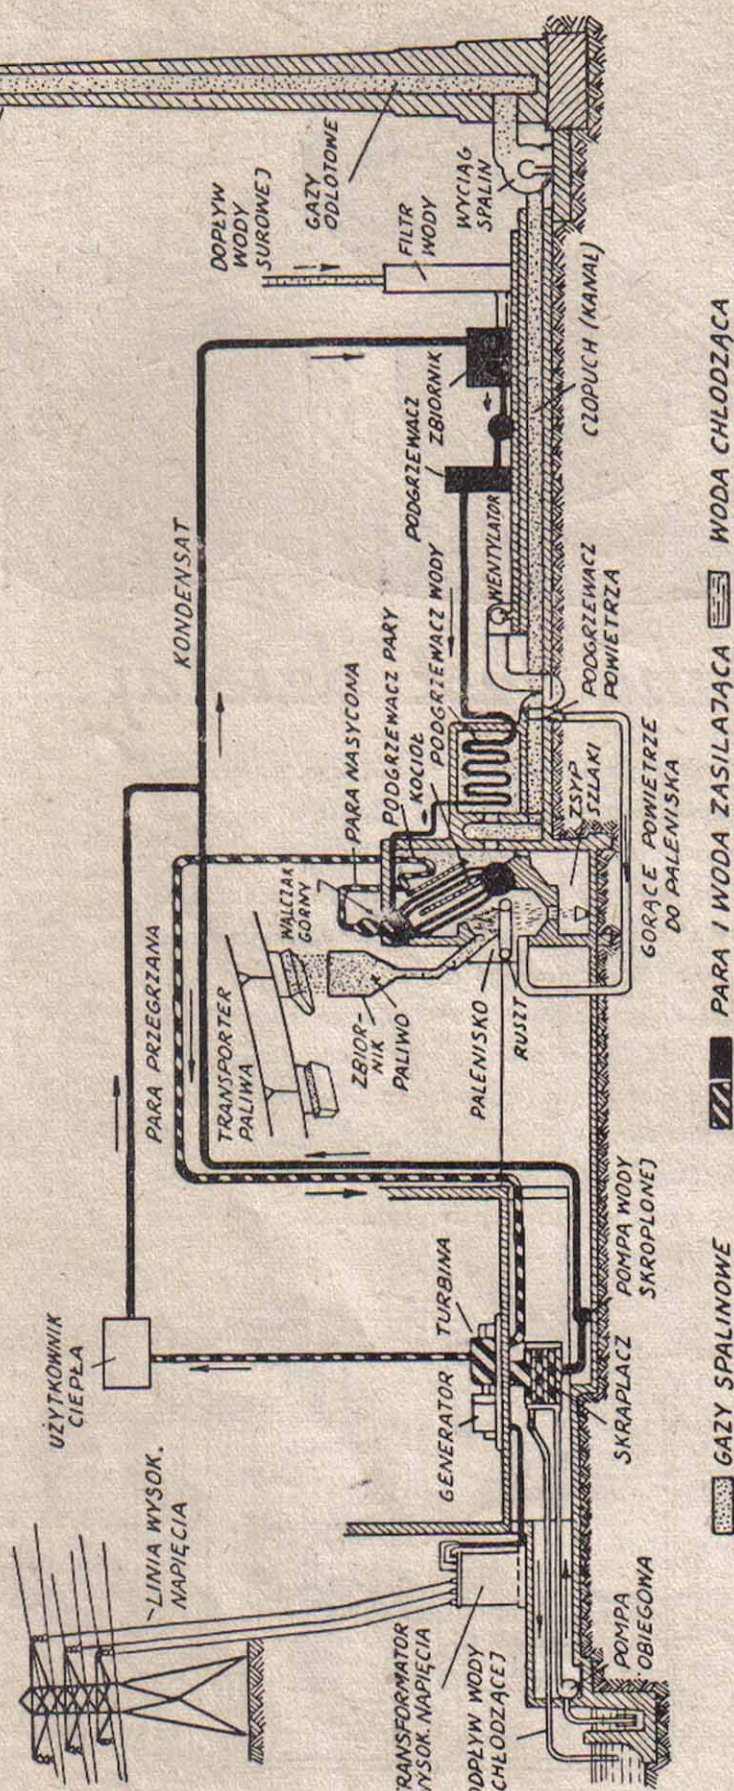 LINIA WYSOK.
NAPIĘCIA
UŻYTKOWNIK
CIEPŁA
PARA PRZEGRZANA
KONDENSAT
DOPŁYW
WODY
SUROWEJ
GAZY
ODLOTOWE
TRANSPORTER
PALIWA
WALCZAK
GÓRNY
PARA NASYCONA
PODGRZEWACZ PARY
KOCIOŁ
PODGRZEWACZ WODY
PODGRZEWACZ
ZBIORNIK
FILTR
WODY
WYCIĄG
SPALIN
ZBIOR-
NIK
PALIWO
WENTYLATOR
TRANSFORMATOR
WYSOK. NAPIĘCIA
GENERATOR
TURBINA
PALENISKO
RUSZT
ZSYP
SZLAKI
PODGRZEWACZ
POWIETRZA
CZOPUCH (KANAŁ)
ODPŁYW WODY
CHŁODZĄCEJ
POMPA
OBIEGOWA
SKRAPLACZ
POMPA WODY
SKROPLONEJ
GORĄCE POWIETRZE
DO PALENISKA
GAZY SPALINOWE
PARA I WODA ZASILAJĄCA
WODA CHŁODZĄCA